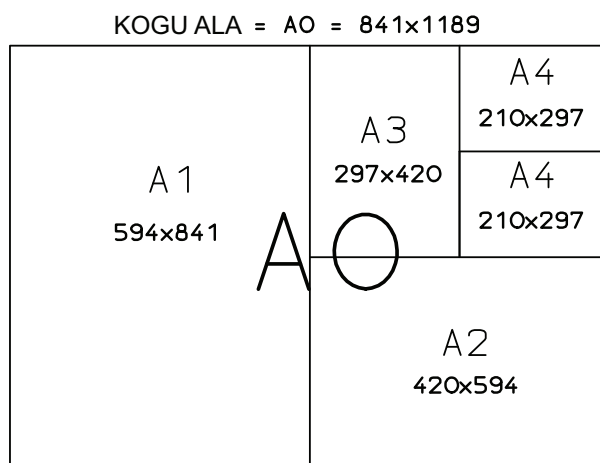 KOGU ALA = A0 = 841x1189
A1
594x841
A3
297x420
A4
210x297
A4
210x297
A0
A2
420x594